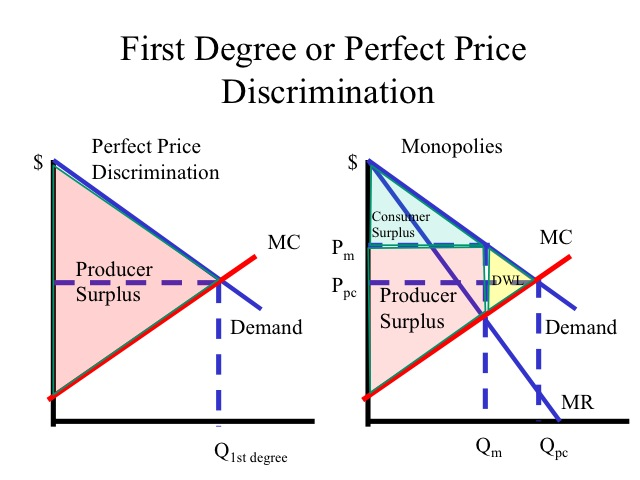 First Degree or Perfect Price
Discrimination
Perfect Price
Discrimination
$
MC
Producer
Surplus
Demand
Q1st degree
Monopolies
$
Consumer
Surplus
Pm
MC
Ppc
DWL
Producer
Surplus
Demand
MR
Qm
Qpc